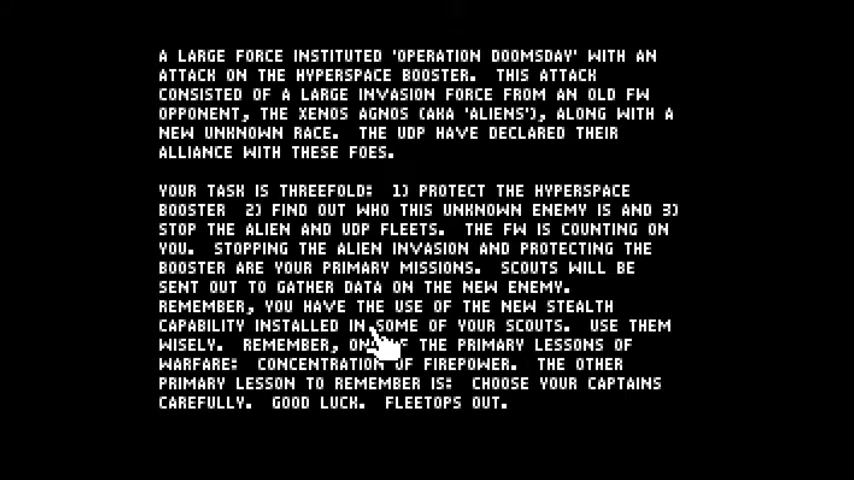 A LARGE FORCE INSTITUTED 'OPERATION DOOMSDAY' WITH AN
ATTACK ON THE HYPERSPACE BOOSTER.  THIS ATTACK
CONSISTED OF A LARGE INVASION FORCE FROM AN OLD FW
OPPONENT, THE XENOS AGNOS (AKA 'ALIENS'), ALONG WITH A
NEW UNKNOWN RACE.  THE UDP HAVE DECLARED THEIR
ALLIANCE WITH THESE FOES.
YOUR TASK IS THREEFOLD:  1) PROTECT THE HYPERSPACE
BOOSTER  2) FIND OUT WHO THIS UNKNOWN ENEMY IS AND 3)
STOP THE ALIEN AND UDP FLEETS.  THE FW IS COUNTING ON
YOU.  STOPPING THE ALIEN INVASION AND PROTECTING THE
BOOSTER ARE YOUR PRIMARY MISSIONS.  SCOUTS WILL BE
SENT OUT TO GATHER DATA ON THE NEW ENEMY.
REMEMBER, YOU HAVE THE USE OF THE NEW STEALTH
CAPABILITY INSTALLED IN SOME OF YOUR SCOUTS.  USE THEM
WISELY.  REMEMBER, THE PRIMARY LESSONS OF
WARFARE:  CONCENTRATION OF FIREPOWER.  THE OTHER
PRIMARY LESSON TO REMEMBER IS:  CHOOSE YOUR CAPTAINS
CAREFULLY.  GOOD LUCK.  FLEETOPS OUT.